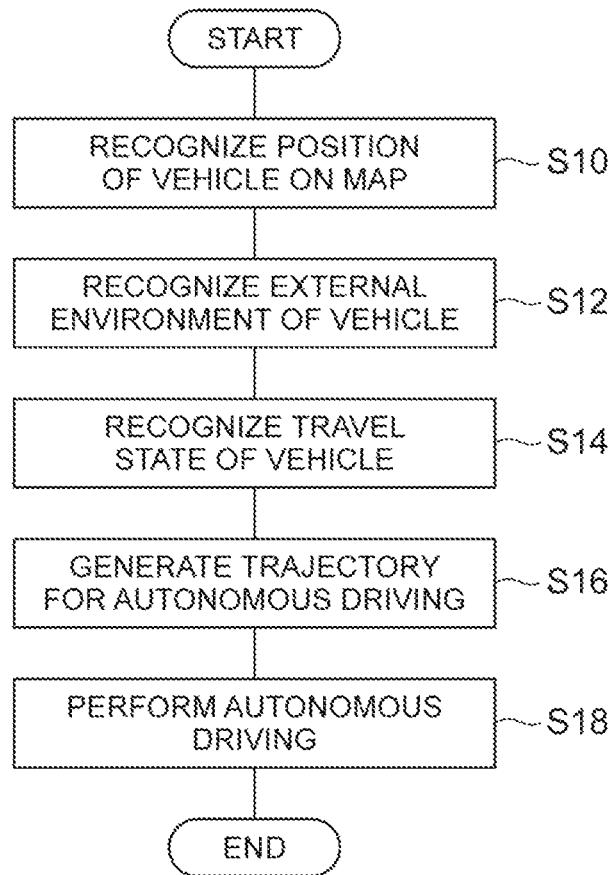 START
RECOGNIZE POSITION
OF VEHICLE ON MAP
S10
RECOGNIZE EXTERNAL
ENVIRONMENT OF VEHICLE
S12
RECOGNIZE TRAVEL
STATE OF VEHICLE
S14
GENERATE TRAJECTORY
FOR AUTONOMOUS DRIVING
S16
PERFORM AUTONOMOUS
DRIVING
S18
END